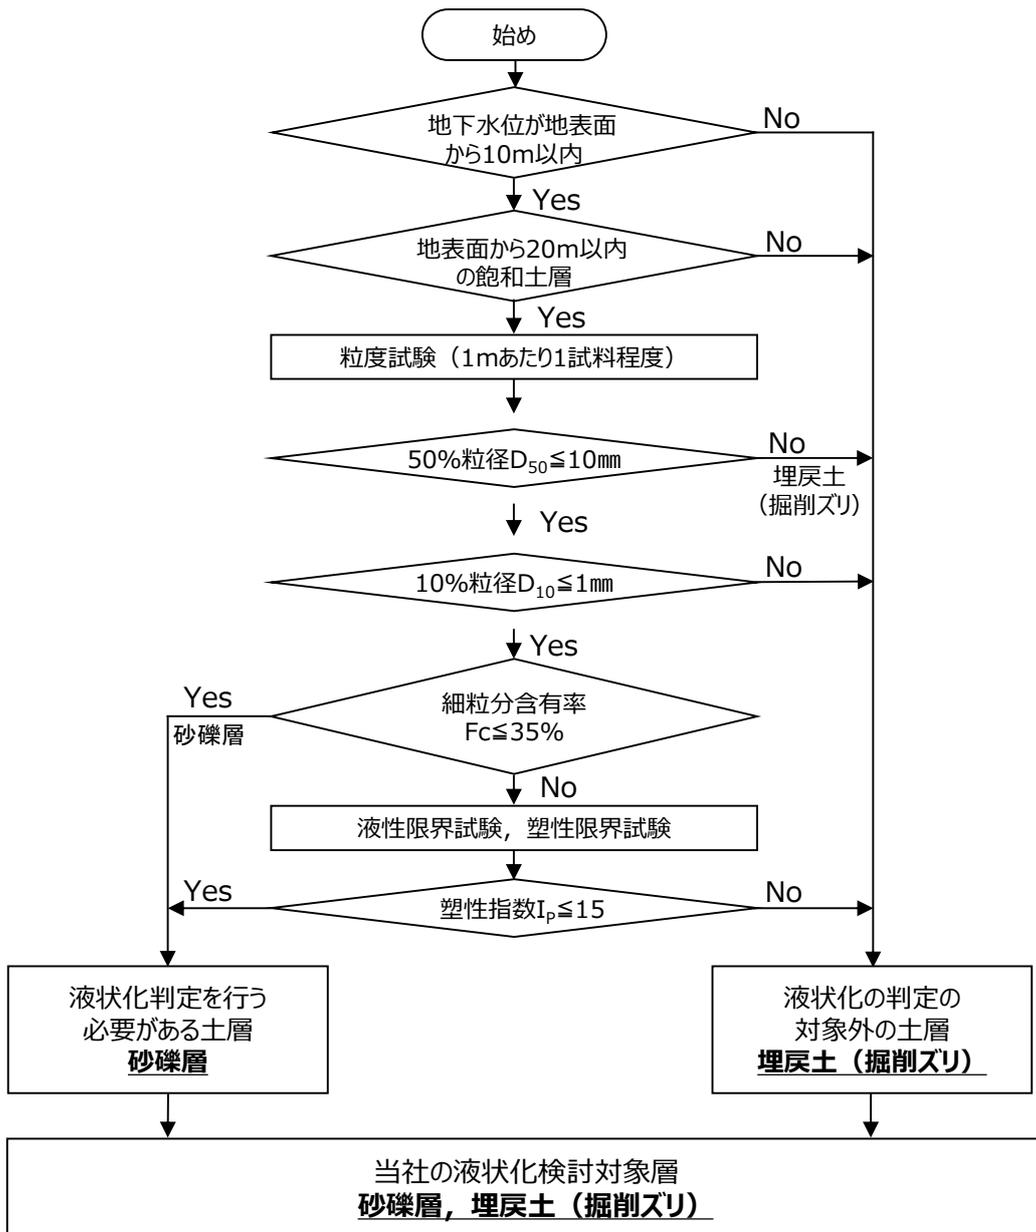 始め
地下水位が地表面
から10m以内
No
Yes
地表面から20m以内
の飽和土層
No
Yes
粒度試験（1mあたり1試料程度）
50%粒径D50≦10㎜
No
埋戻土
（掘削ズリ）
Yes
10%粒径D10≦1㎜
No
Yes
細粒分含有率
Fc≦35%
Yes
砂礫層
No
液性限界試験，塑性限界試験
塑性指数IP≦15
Yes
No
液状化判定を行う
必要がある土層
砂礫層
液状化の判定の
対象外の土層
埋戻土（掘削ズリ）
当社の液状化検討対象層
砂礫層，埋戻土（掘削ズリ）